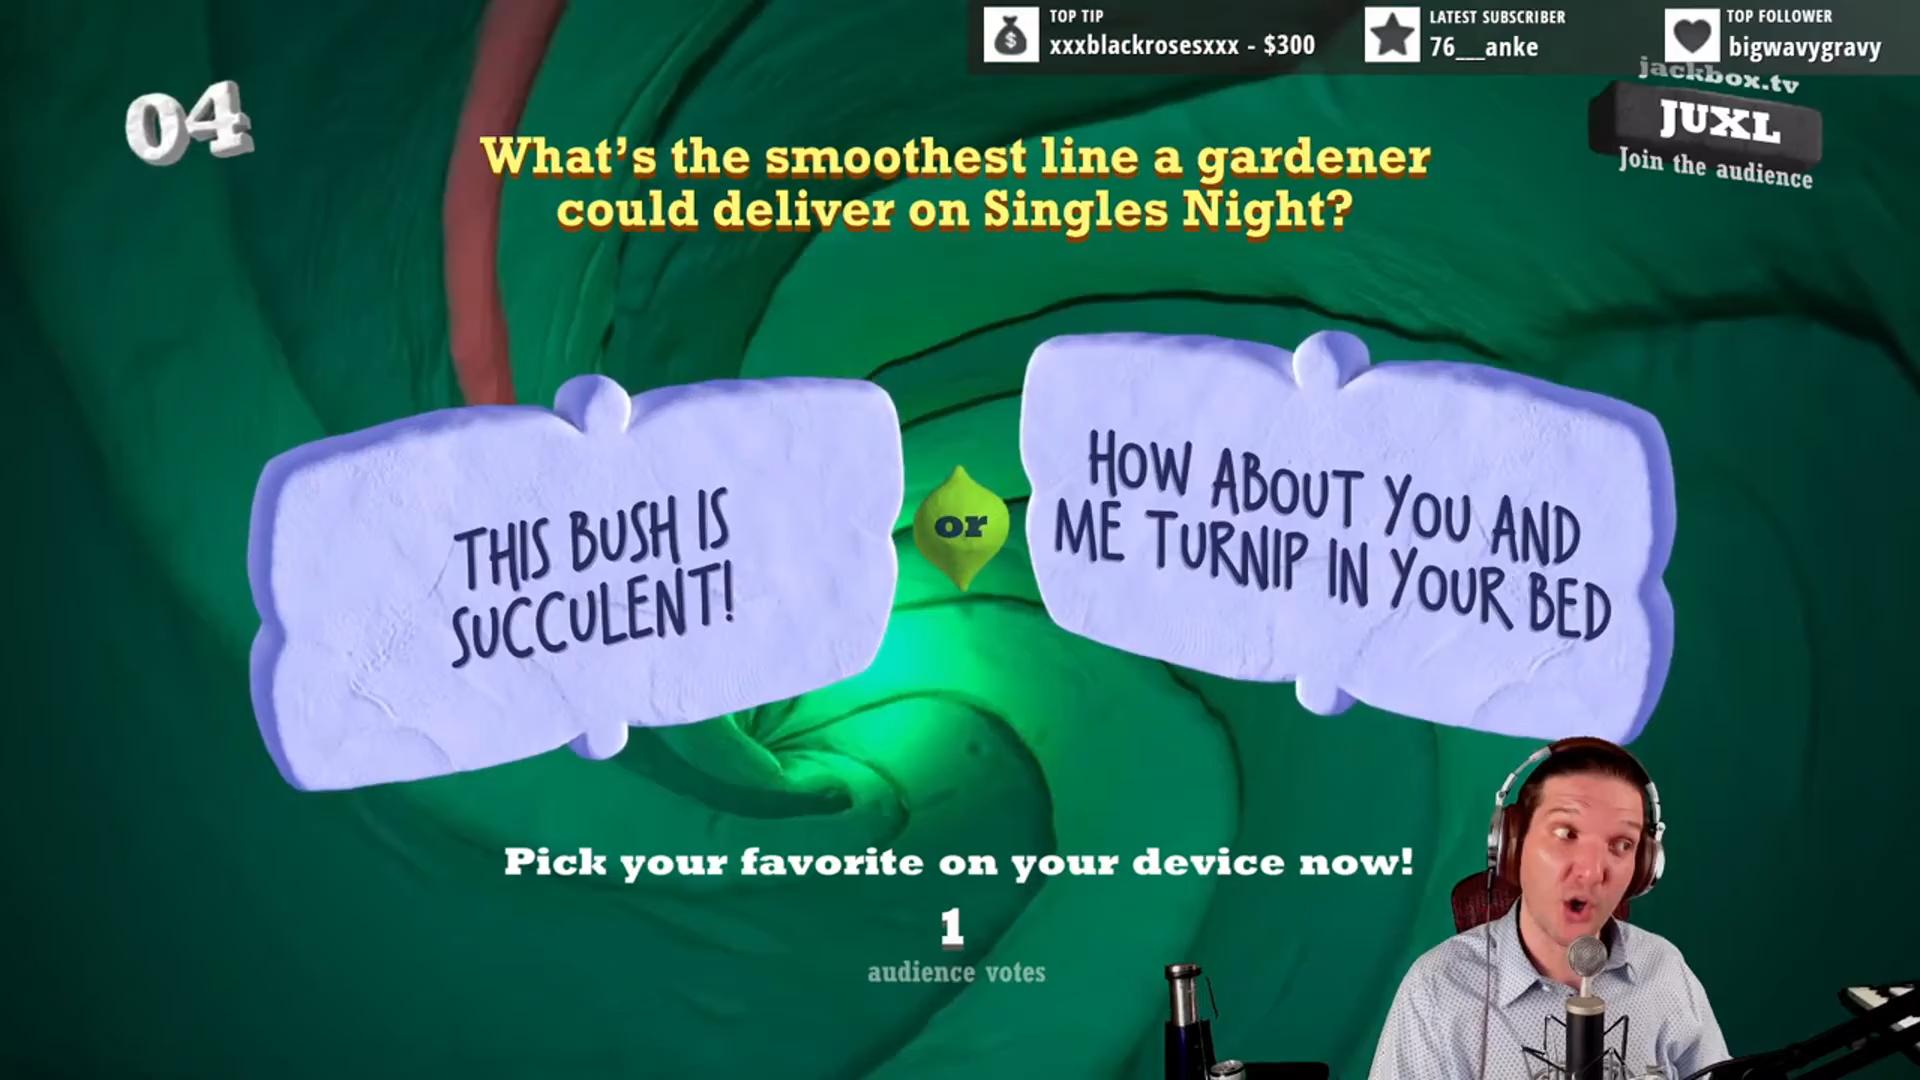 TOP TIP
xxxblackrosesxxx - $300
LATEST SUBSCRIBER
76___anke
TOP FOLLOWER
bigwavygravy
jackbox.tv
JUXL
Join the audience
04
What's the smoothest line a gardener
could deliver on Singles Night?
THIS BUSH IS
SUCCULENT!
or
HOW ABOUT YOU AND
ME TURNIP IN YOUR BED
Pick your favorite on your device now!
1
audience votes